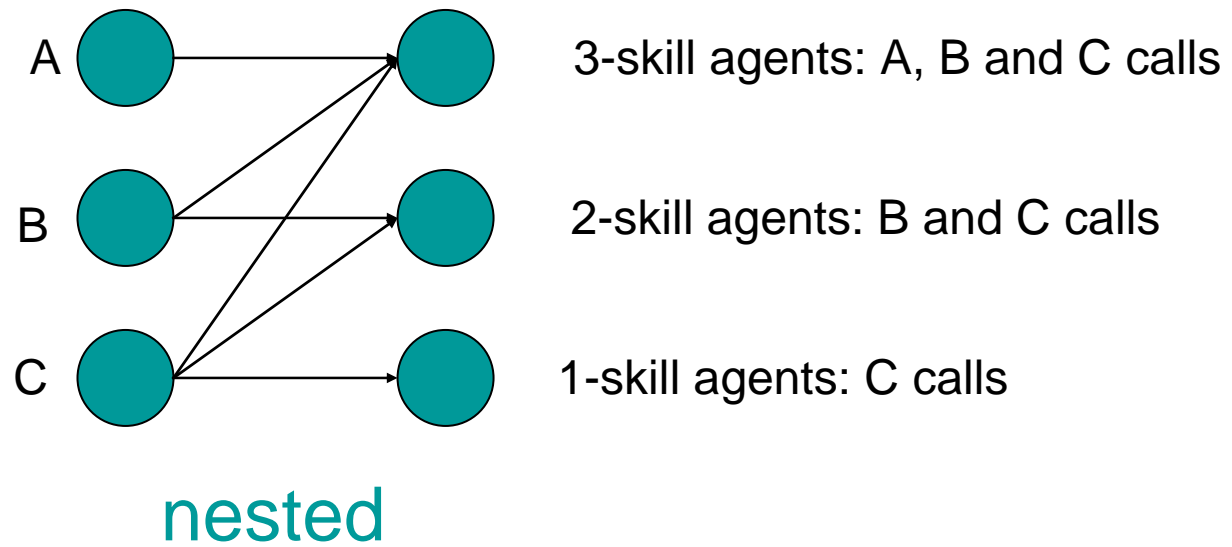 A 3-skill agents: A, B and C calls
B 2-skill agents: B and C calls
C 1-skill agents: C calls
nested